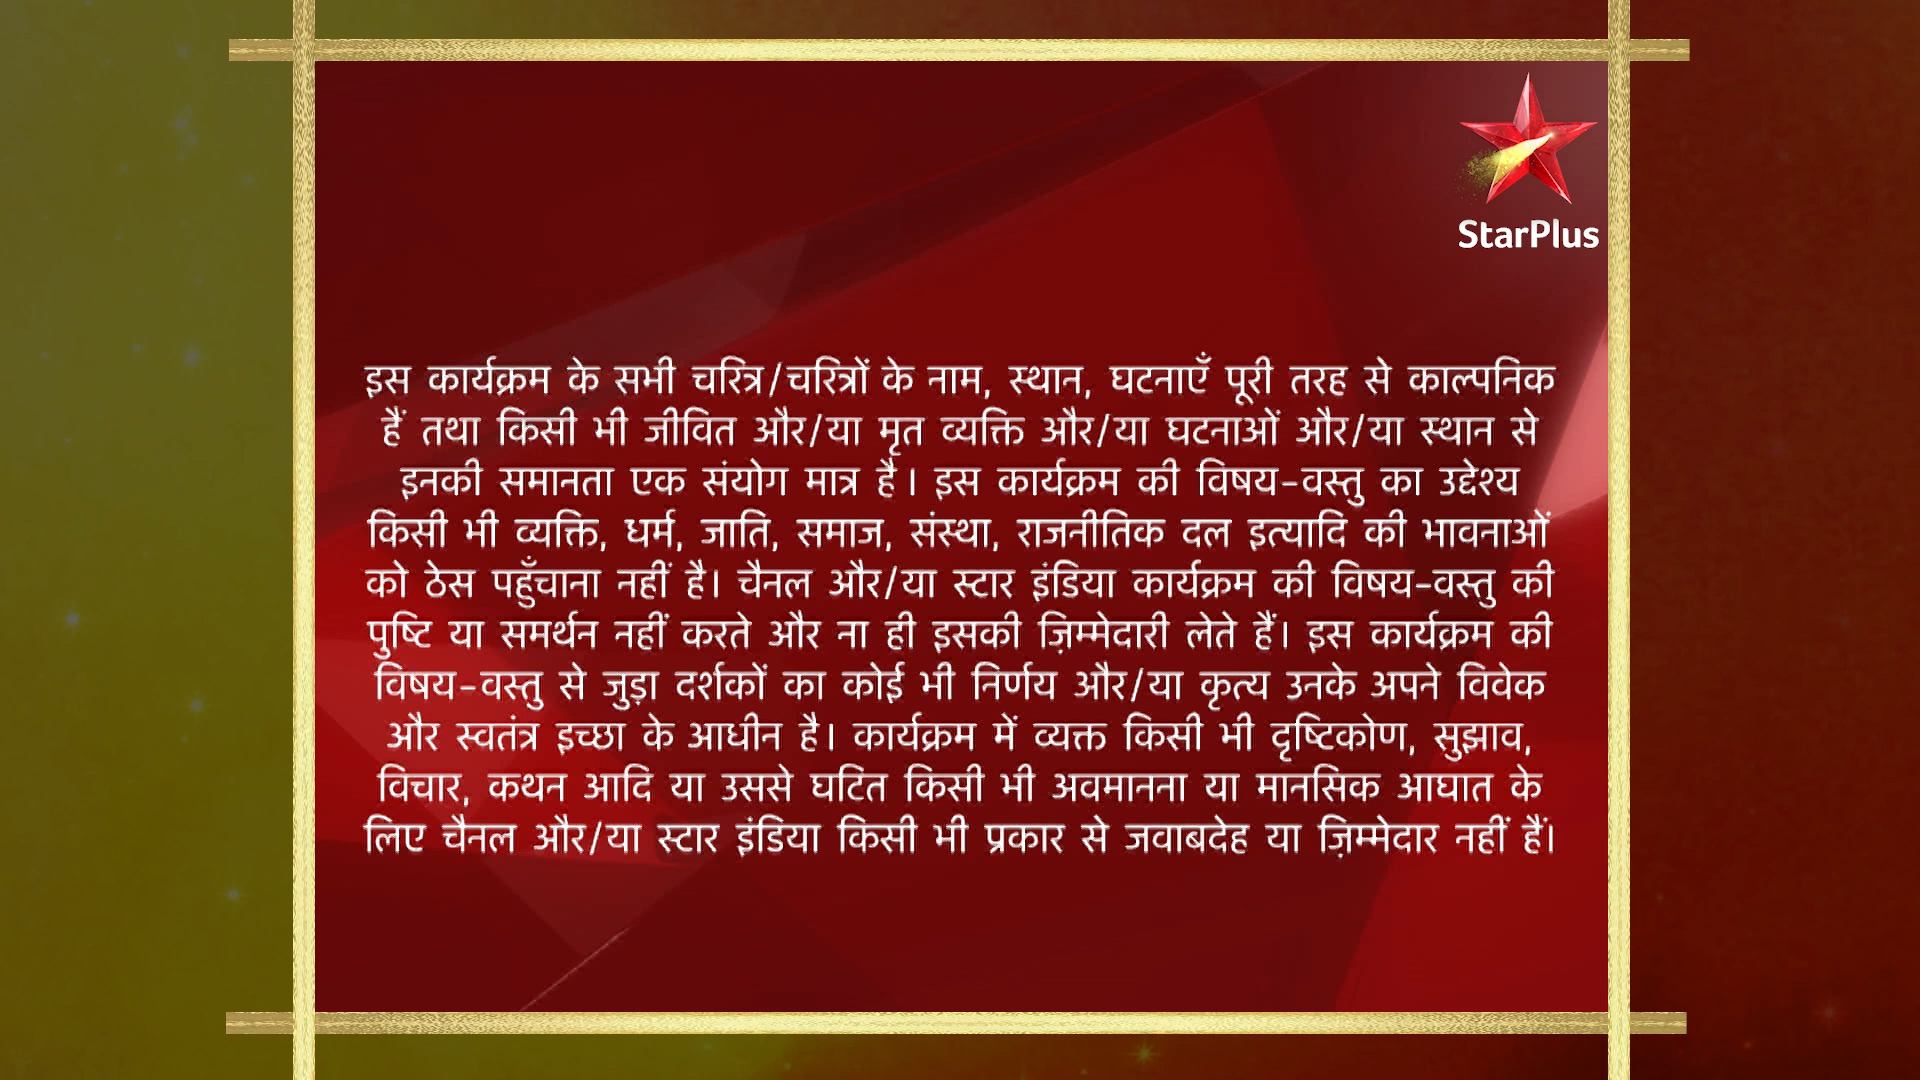 StarPlus
इस कार्यक्रम के सभी चरित्र/चरित्रों के नाम, स्थान, घटनाएँ पूरी तरह से काल्पनिक
हैं तथा किसी भी जीवित और/या मृत व्यक्ति और/या घटनाओं और/या स्थान से
इनकी समानता एक संयोग मात्र है। इस कार्यक्रम की विषय-वस्तु का उद्देश्य
किसी भी व्यक्ति, धर्म, जाति, समाज, संस्था, राजनीतिक दल इत्यादि की भावनाओं
को ठेस पहुँचाना नहीं है। चैनल और/या स्टार इंडिया कार्यक्रम की विषय-वस्तु की
पुष्टि या समर्थन नहीं करते और ना ही इसकी ज़िम्मेदारी लेते हैं। इस कार्यक्रम की
विषय-वस्तु से जुड़ा दर्शकों का कोई भी निर्णय और/या कृत्य उनके अपने विवेक
और स्वतंत्र इच्छा के आधीन है। कार्यक्रम में व्यक्त किसी भी दृष्टिकोण, सुझाव,
विचार, कथन आदि या उससे घटित किसी भी अवमानना या मानसिक आघात के
लिए चैनल और/या स्टार इंडिया किसी भी प्रकार से जवाबदेह या ज़िम्मेदार नहीं हैं।